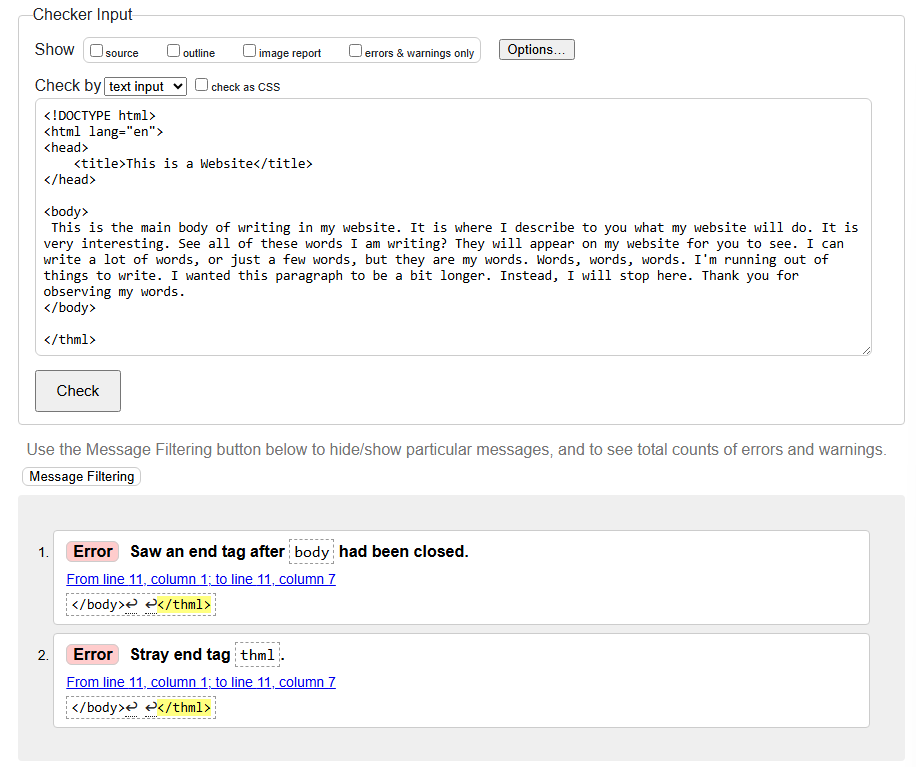 Checker Input
Show source outline image report errors & warnings only Options...
Check by text input check as CSS
<!DOCTYPE html>
<html lang="en">
<head>
    <title>This is a Website</title>
</head>
<body>
 This is the main body of writing in my website. It is where I describe to you what my website will do. It is
very interesting. See all of these words I am writing? They will appear on my website for you to see. I can
write a lot of words, or just a few words, but they are my words. Words, words, words. I'm running out of
things to write. I wanted this paragraph to be a bit longer. Instead, I will stop here. Thank you for
observing my words.
</body>
</thml>
Check
Use the Message Filtering button below to hide/show particular messages, and to see total counts of errors and warnings.
Message Filtering
1. Error Saw an end tag after body had been closed.
From line 11, column 1; to line 11, column 7
</body>↩ ↩</thml>
2. Error Stray end tag thml.
From line 11, column 1; to line 11, column 7
</body>↩ ↩</thml>